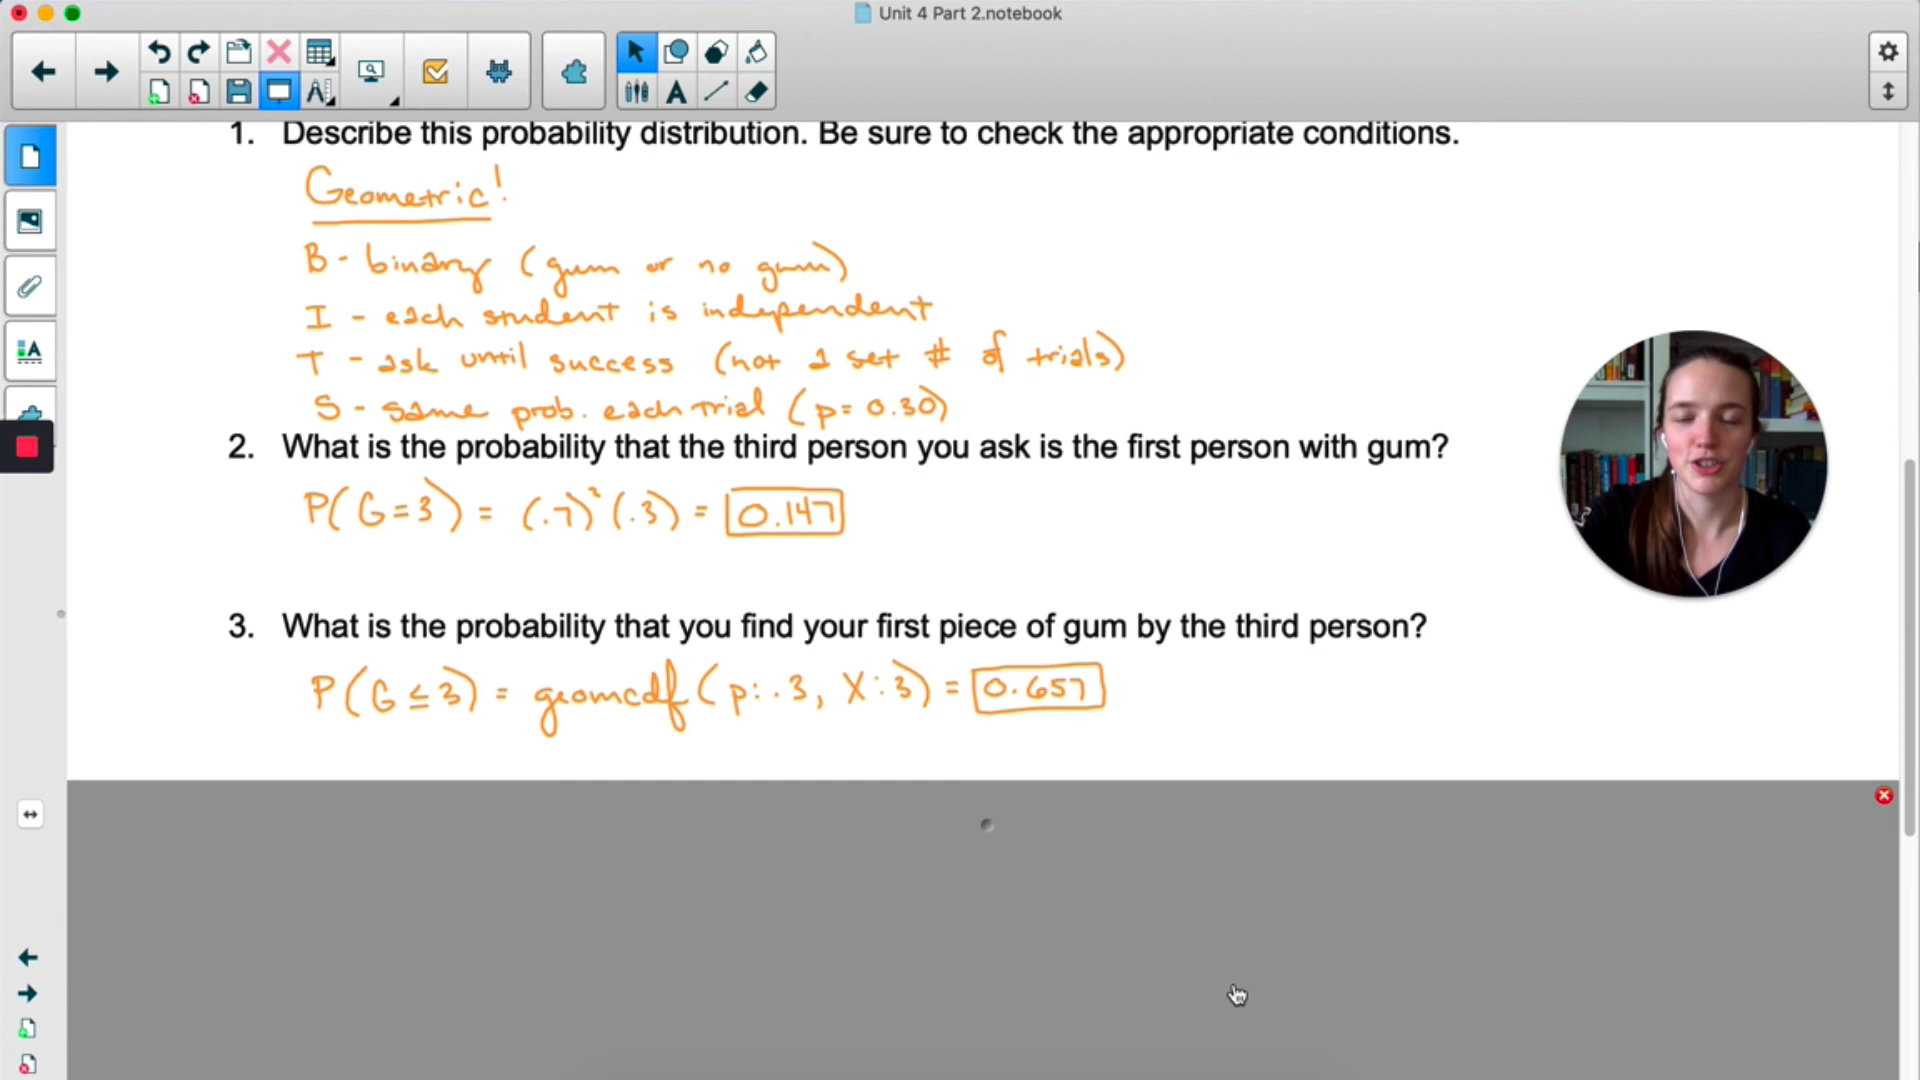 Unit 4 Part 2.notebook
1. Describe this probability distribution. Be sure to check the appropriate conditions.
Geometric!
B - binary (gum or no gum)
I - each student is independent
T - ask until success (not 1 set # of trials)
S - same prob. each trial (p = 0.30)
2. What is the probability that the third person you ask is the first person with gum?
P(G=3) = (.7)² (.3) = 0.147
3. What is the probability that you find your first piece of gum by the third person?
P(G ≤ 3) = geomcdf (p: .3, X: 3) = 0.657